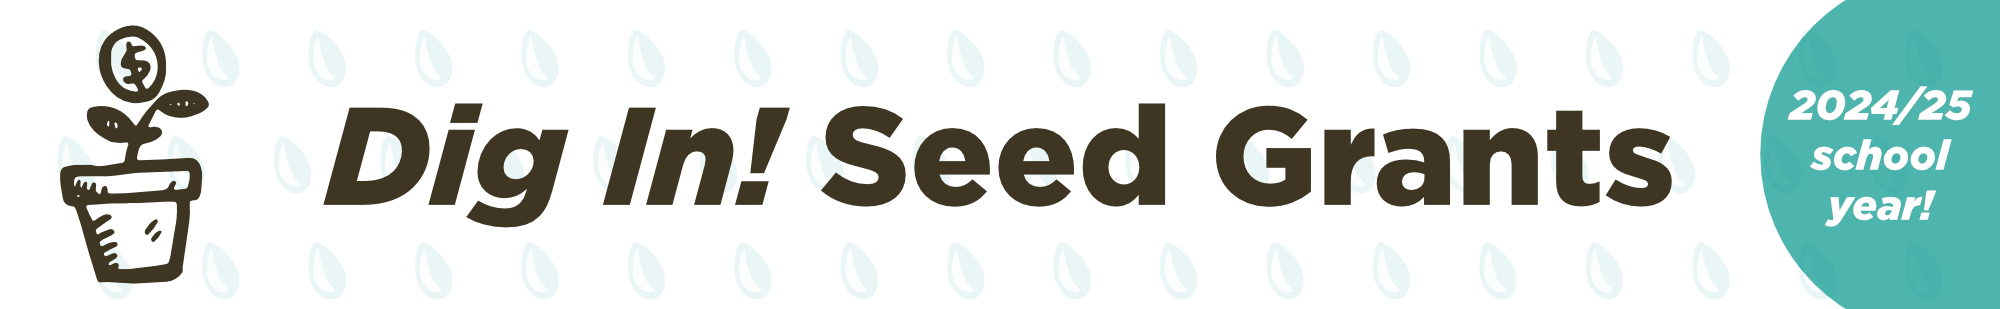 $
Dig In! Seed Grants
2024/25
school
year!